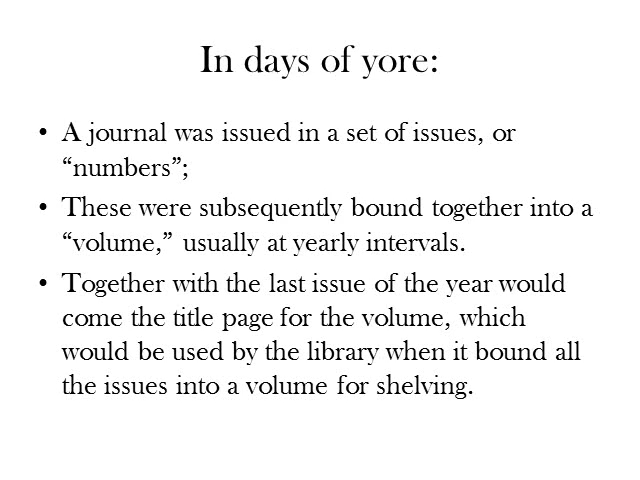 In days of yore:
• A journal was issued in a set of issues, or
“numbers”;
• These were subsequently bound together into a
“volume,” usually at yearly intervals.
• Together with the last issue of the year would
come the title page for the volume, which
would be used by the library when it bound all
the issues into a volume for shelving.